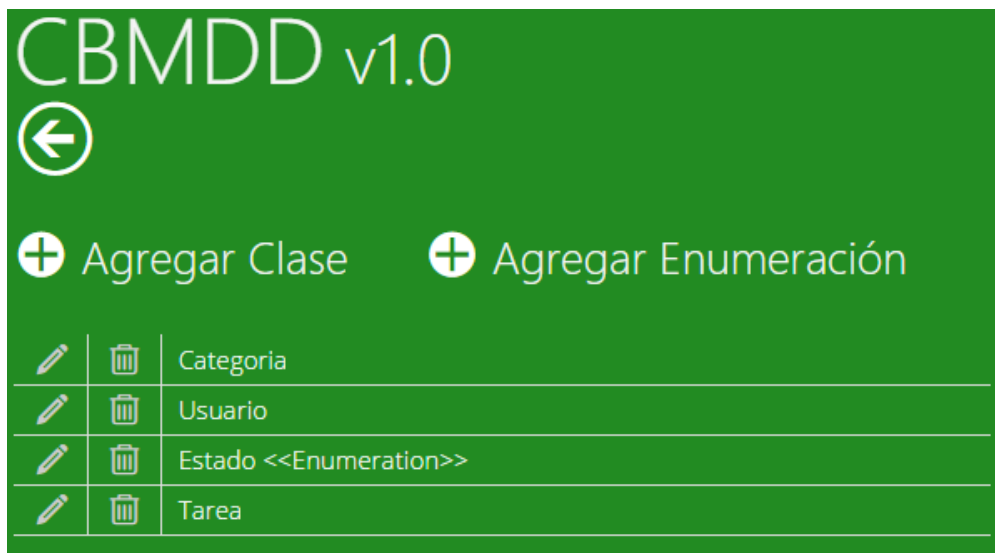 CBMDD v1.0
Agregar Clase
Agregar Enumeración
Categoria
Usuario
Estado <<Enumeration>>
Tarea